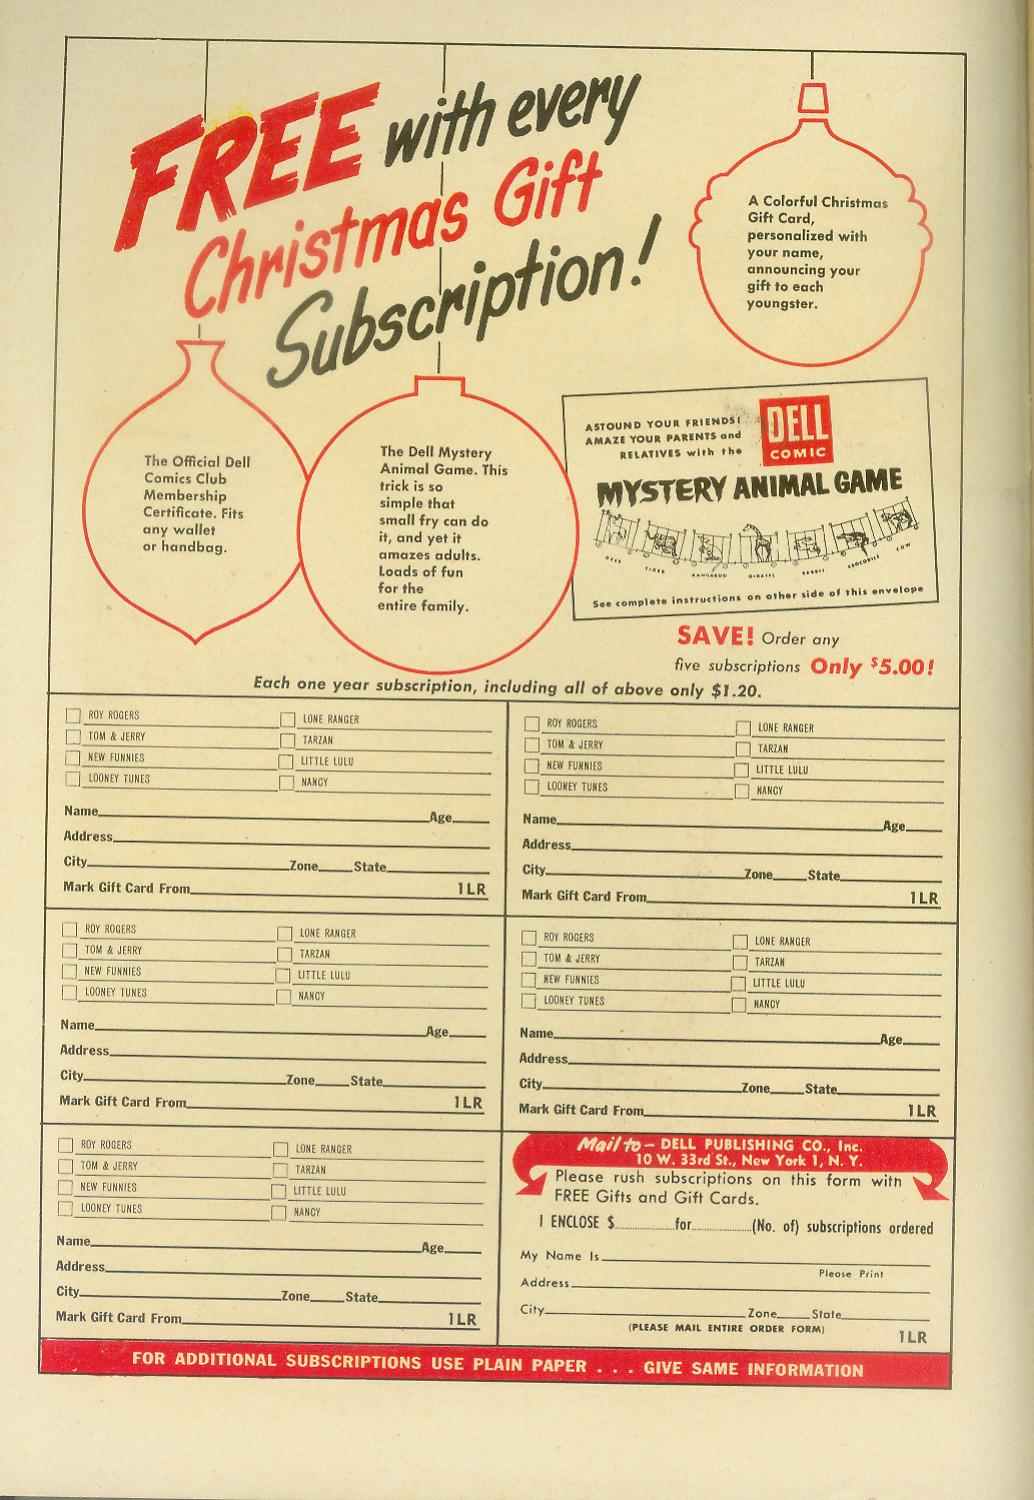 FREE with every
Christmas Gift
Subscription!
A Colorful Christmas
Gift Card,
personalized with
your name,
announcing your
gift to each
youngster.
The Official Dell
Comics Club
Membership
Certificate. Fits
any wallet
or handbag.
The Dell Mystery
Animal Game. This
trick is so
simple that
small fry can do
it, and yet it
amazes adults.
Loads of fun
for the
entire family.
ASTOUND YOUR FRIENDS!
AMAZE YOUR PARENTS and
RELATIVES with the
DELL
COMIC
MYSTERY ANIMAL GAME
DEER TIGER KANGAROO GIRAFFE RABBIT CROCODILE COW
See complete instructions on other side of this envelope
SAVE! Order any
five subscriptions Only $5.00!
Each one year subscription, including all of above only $1.20.
ROY ROGERS LONE RANGER
TOM & JERRY TARZAN
NEW FUNNIES LITTLE LULU
LOONEY TUNES NANCY
Name Age
Address
City Zone State
Mark Gift Card From 1LR
ROY ROGERS LONE RANGER
TOM & JERRY TARZAN
NEW FUNNIES LITTLE LULU
LOONEY TUNES NANCY
Name Age
Address
City Zone State
Mark Gift Card From 1LR
ROY ROGERS LONE RANGER
TOM & JERRY TARZAN
NEW FUNNIES LITTLE LULU
LOONEY TUNES NANCY
Name Age
Address
City Zone State
Mark Gift Card From 1LR
ROY ROGERS LONE RANGER
TOM & JERRY TARZAN
NEW FUNNIES LITTLE LULU
LOONEY TUNES NANCY
Name Age
Address
City Zone State
Mark Gift Card From 1LR
ROY ROGERS LONE RANGER
TOM & JERRY TARZAN
NEW FUNNIES LITTLE LULU
LOONEY TUNES NANCY
Name Age
Address
City Zone State
Mark Gift Card From 1LR
Mail to— DELL PUBLISHING CO., Inc.
10 W. 33rd St., New York 1, N. Y.
Please rush subscriptions on this form with
FREE Gifts and Gift Cards.
I ENCLOSE $ for (No. of) subscriptions ordered
My Name Is
Please Print
Address
City Zone State
(PLEASE MAIL ENTIRE ORDER FORM)
1LR
FOR ADDITIONAL SUBSCRIPTIONS USE PLAIN PAPER . . . GIVE SAME INFORMATION